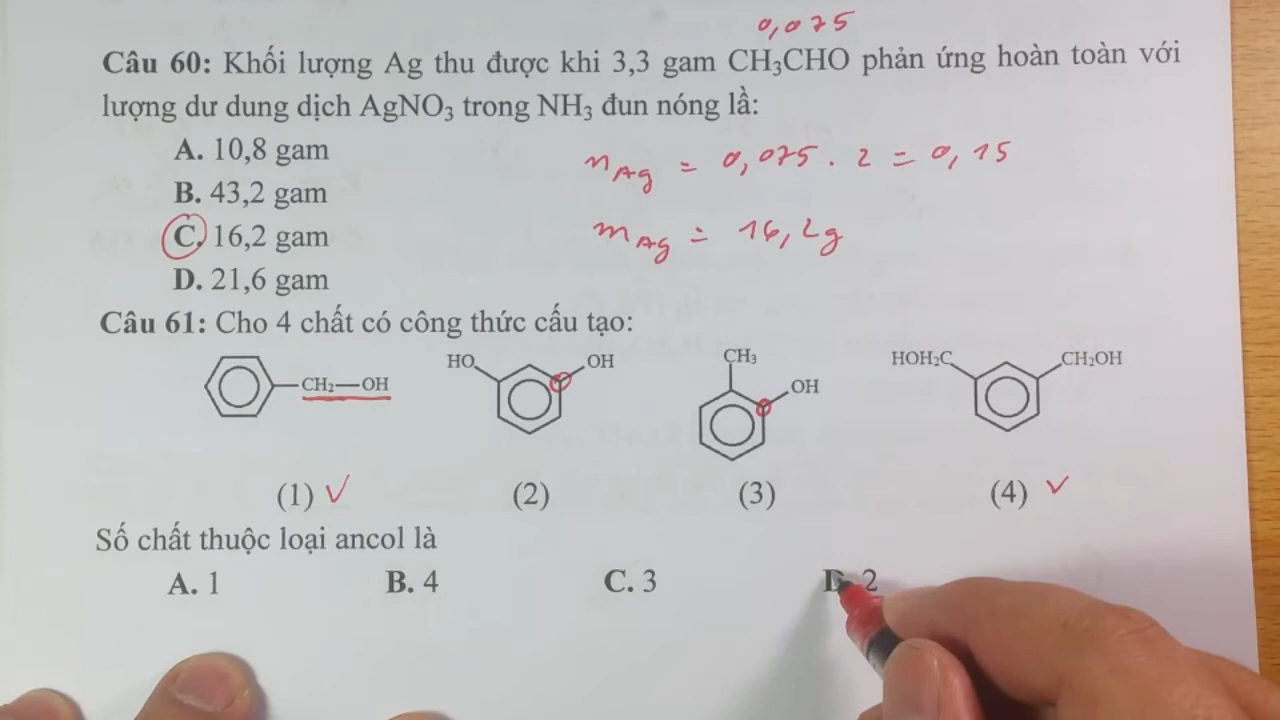 0,075
Câu 60: Khối lượng Ag thu được khi 3,3 gam CH₃CHO phản ứng hoàn toàn với
lượng dư dung dịch AgNO₃ trong NH₃ đun nóng lầ:
A. 10,8 gam
B. 43,2 gam
C. 16,2 gam
D. 21,6 gam
n Ag = 0,075 . 2 = 0,15
m Ag = 16,2g
Câu 61: Cho 4 chất có công thức cấu tạo:
CH₂—OH
HO OH
CH₃
OH
HOH₂C CH₂OH
(1) ✓ (2) (3) (4) ✓
Số chất thuộc loại ancol là
A. 1 B. 4 C. 3 D. 2